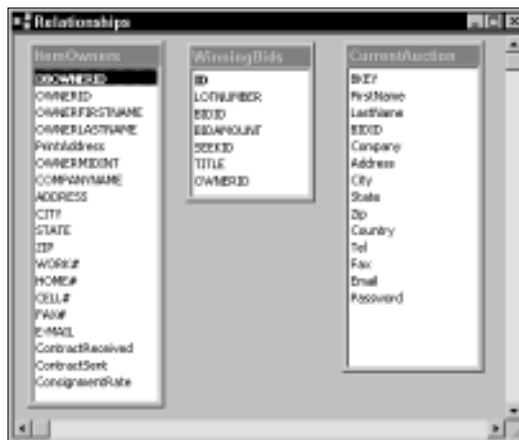 Relationships
ItemOwners
DBOWNERID
OWNERID
OWNERFIRSTNAME
OWNERLASTNAME
PrintAddress
OWNERMIDINT
COMPANYNAME
ADDRESS
CITY
STATE
ZIP
WORK#
HOME#
CELL#
FAX#
E-MAIL
ContractReceived
ContractSent
ConsignmentRate
WinningBids
ID
LOTNUMBER
BIDID
BIDAMOUNT
SEEKID
TITLE
OWNERID
CurrentAuction
BKEY
FirstName
LastName
BIDID
Company
Address
City
State
Zip
Country
Tel
Fax
Email
Password